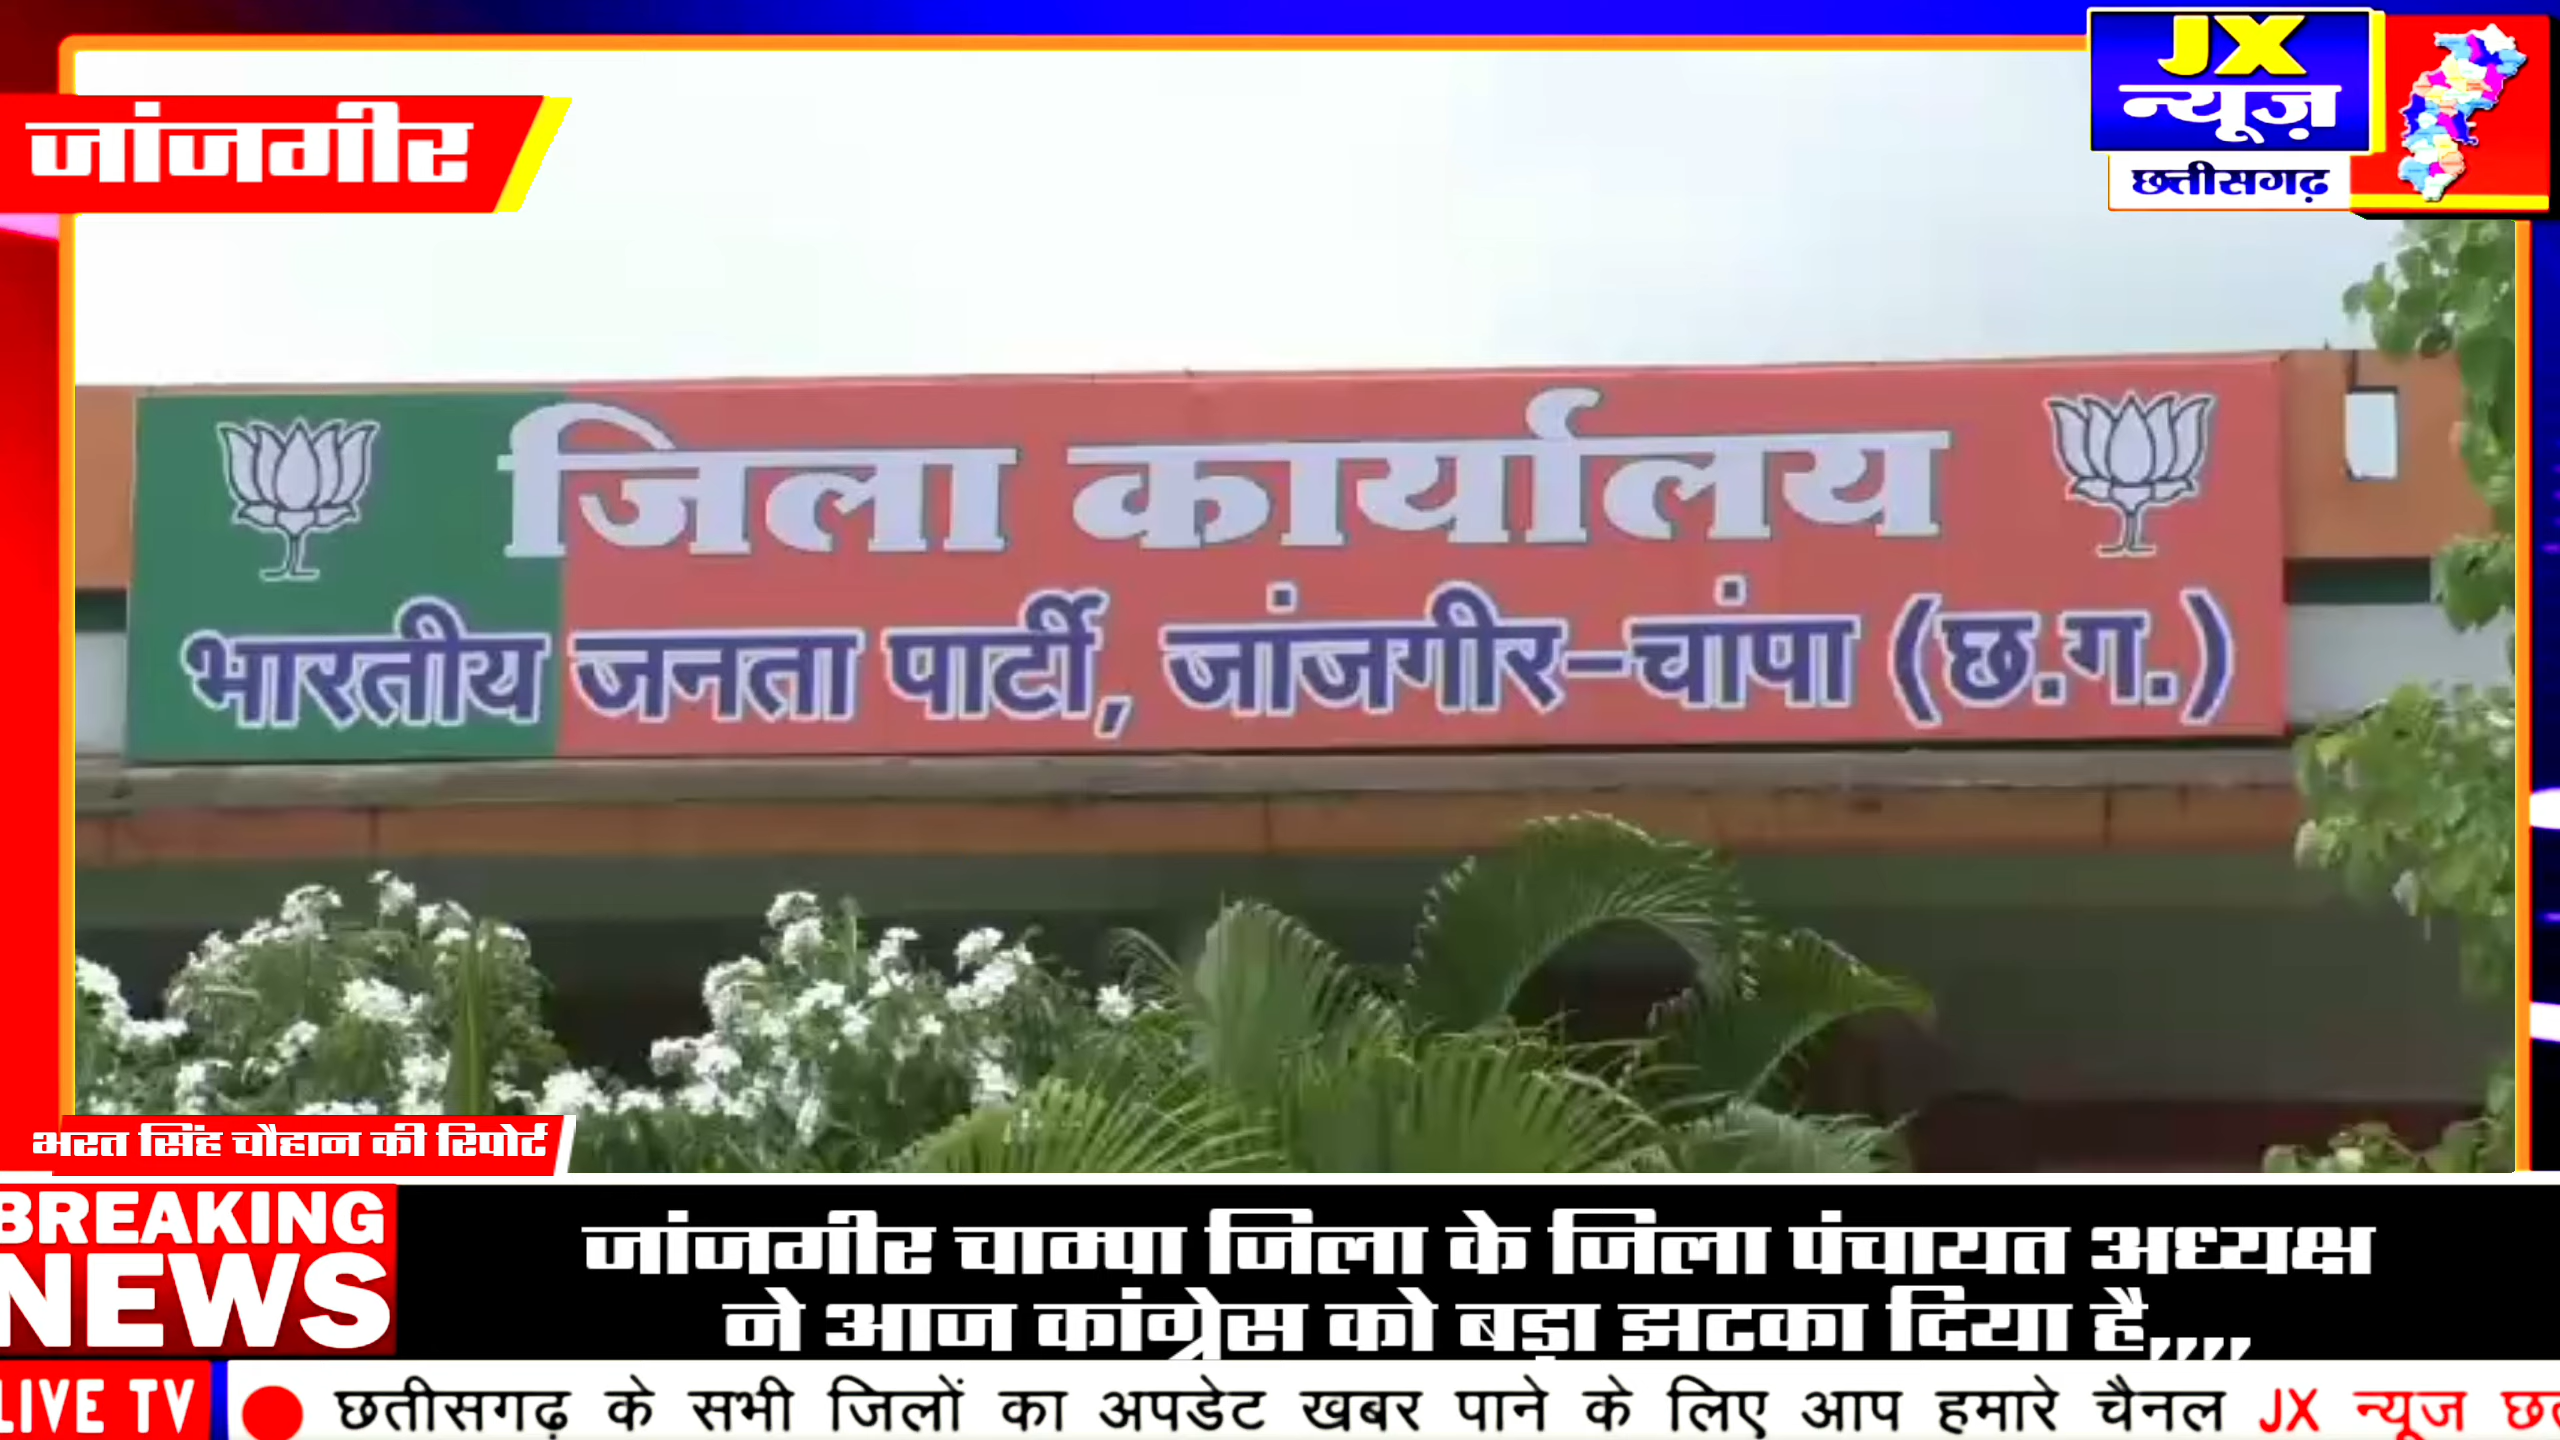 JX
न्यूज़
छत्तीसगढ़
जांजगीर
जिला कार्यालय
भारतीय जनता पार्टी, जांजगीर-चांपा (छ.ग.)
भरत सिंह चौहान की रिपोर्ट
BREAKING
NEWS
जांजगीर चाम्पा जिला के जिला पंचायत अध्यक्ष
ने आज कांग्रेस को बड़ा झटका दिया है,,,,
LIVE TV
छतीसगढ़ के सभी जिलों का अपडेट खबर पाने के लिए आप हमारे चैनल JX न्यूज